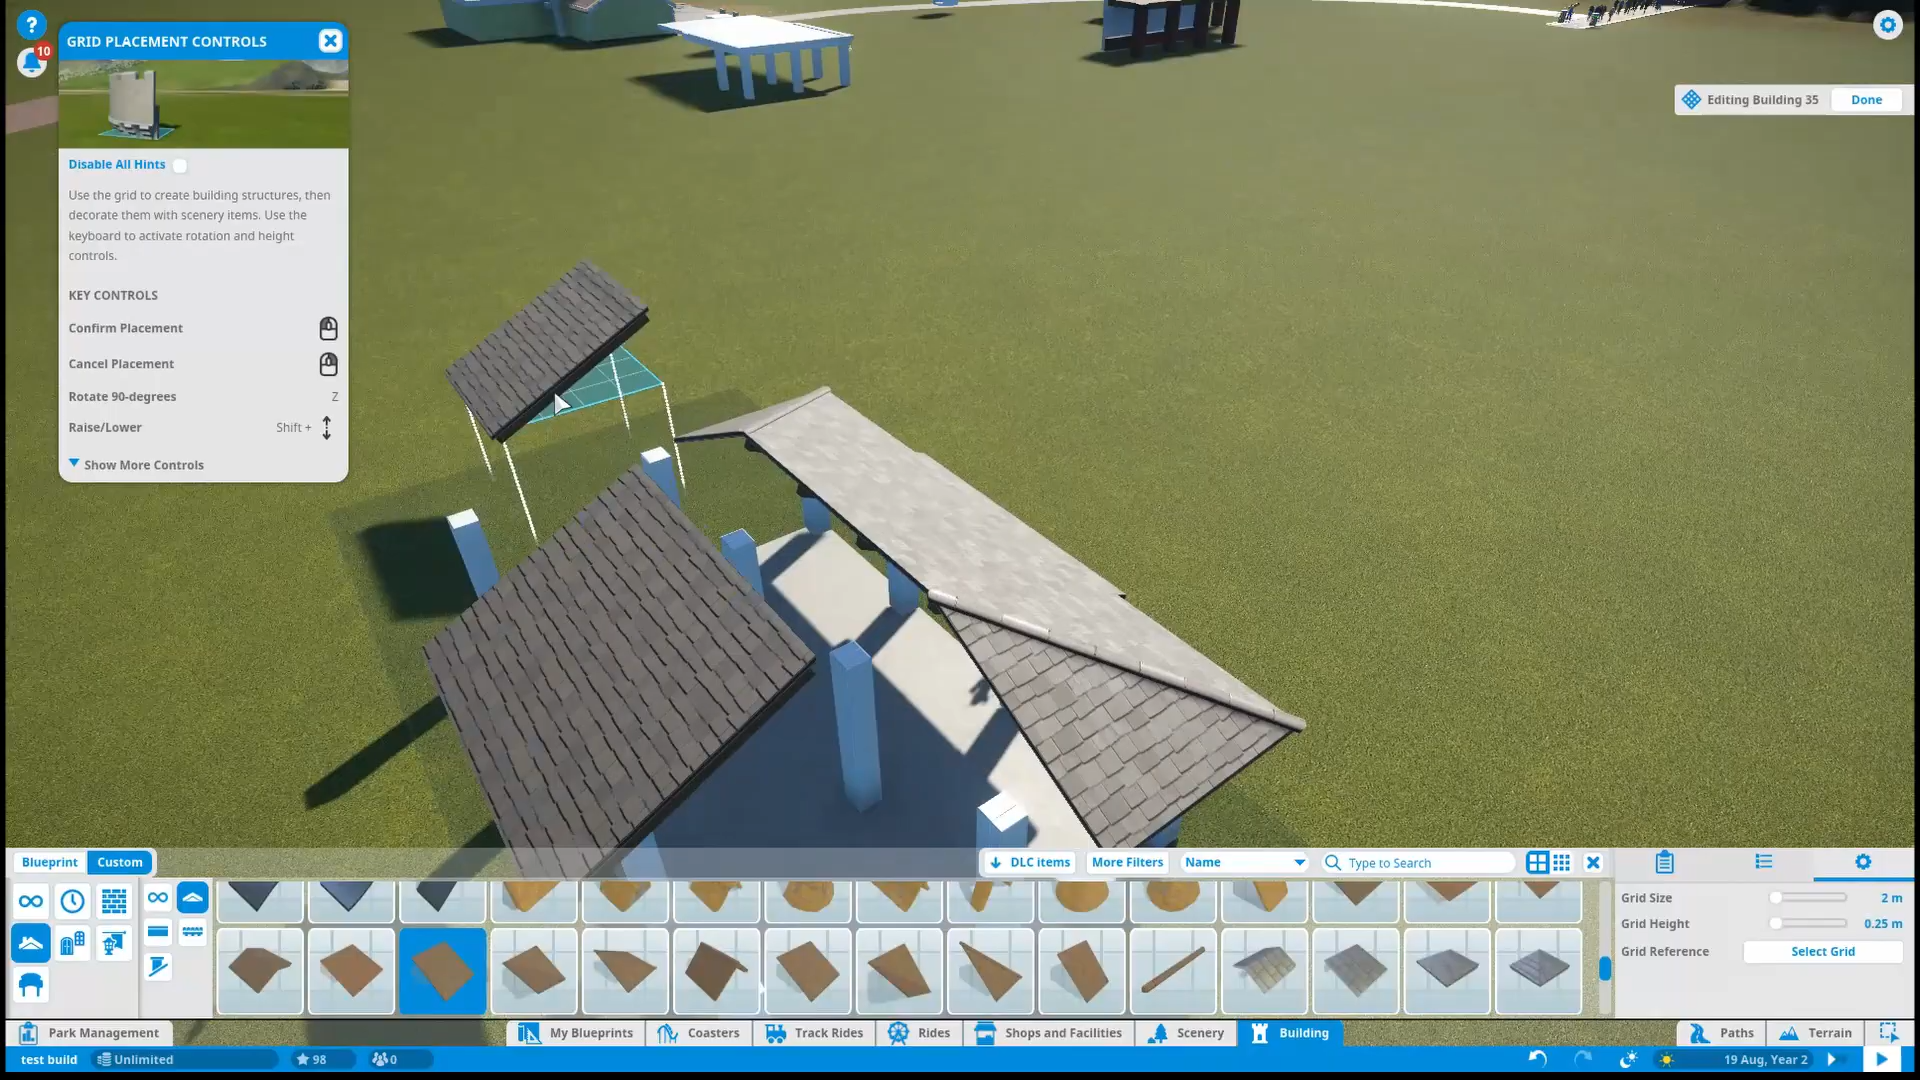 ?
10
GRID PLACEMENT CONTROLS
Disable All Hints
Use the grid to create building structures, then
decorate them with scenery items. Use the
keyboard to activate rotation and height
controls.
KEY CONTROLS
Confirm Placement
Cancel Placement
Rotate 90-degrees Z
Raise/Lower Shift +
Show More Controls
Editing Building 35 Done
Blueprint Custom
DLC items More Filters Name Type to Search
Grid Size 2 m
Grid Height 0.25 m
Grid Reference Select Grid
Park Management My Blueprints Coasters Track Rides Rides Shops and Facilities Scenery Building Paths Terrain
test build Unlimited 98 0 19 Aug, Year 2